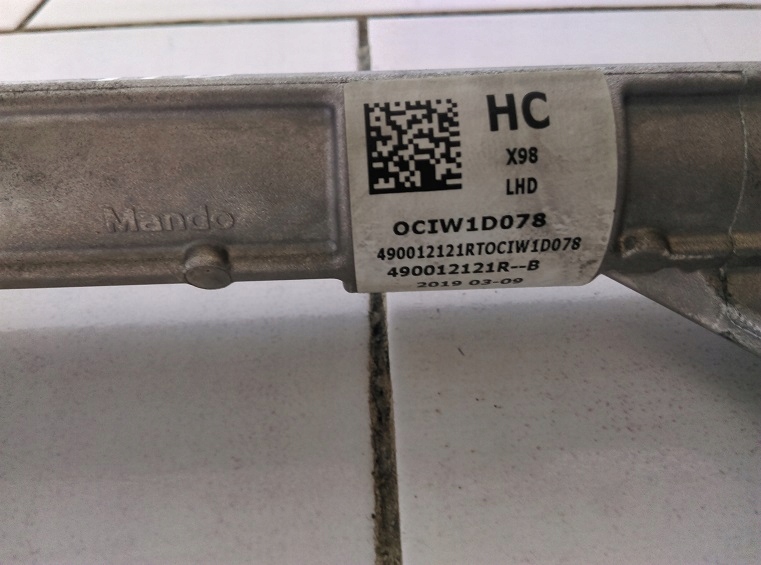 Mando
HC
X98
LHD
OCIW1D078
490012121RTOCIW1D078
490012121R--B
2019 03-09